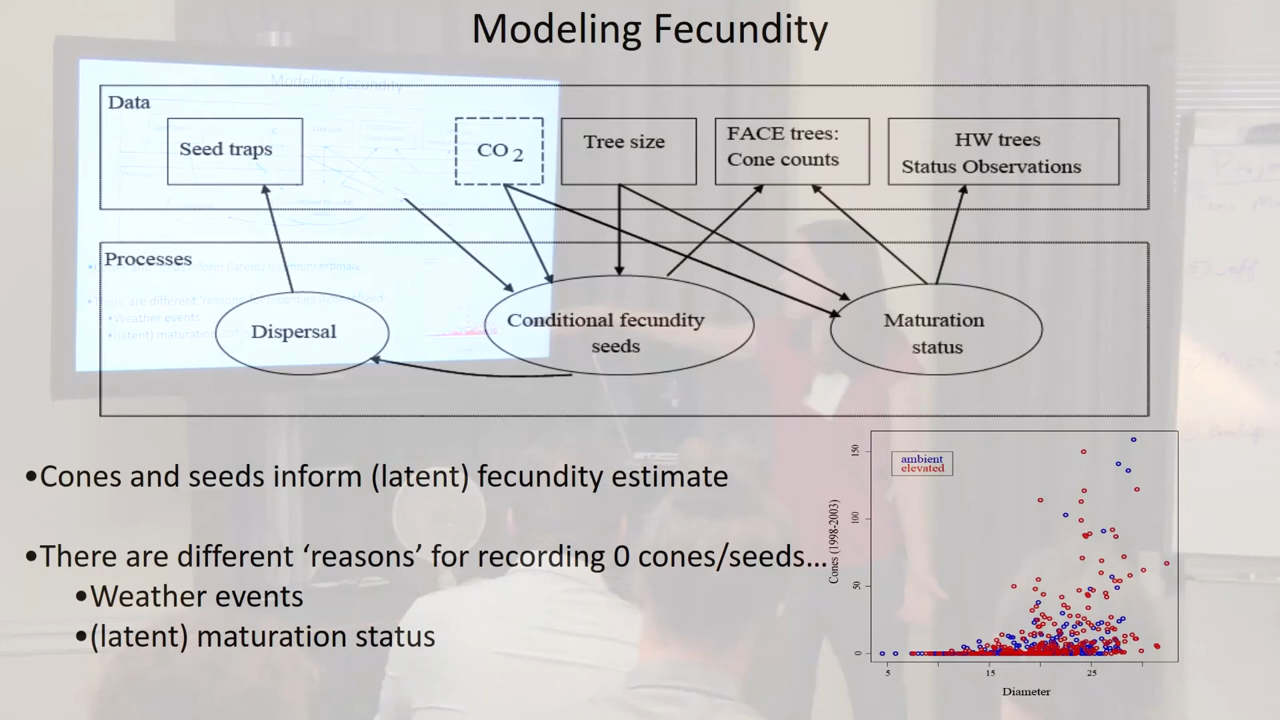 Modeling Fecundity
Data
Seed traps
CO 2
Tree size
FACE trees:
Cone counts
HW trees
Status Observations
Processes
Dispersal
Conditional fecundity
seeds
Maturation
status
•Cones and seeds inform (latent) fecundity estimate
•There are different ‘reasons’ for recording 0 cones/seeds...
•Weather events
•(latent) maturation status
ambient
elevated
Cones (1998-2003)
150
100
50
0
5
15
25
Diameter
Modeling Fecundity